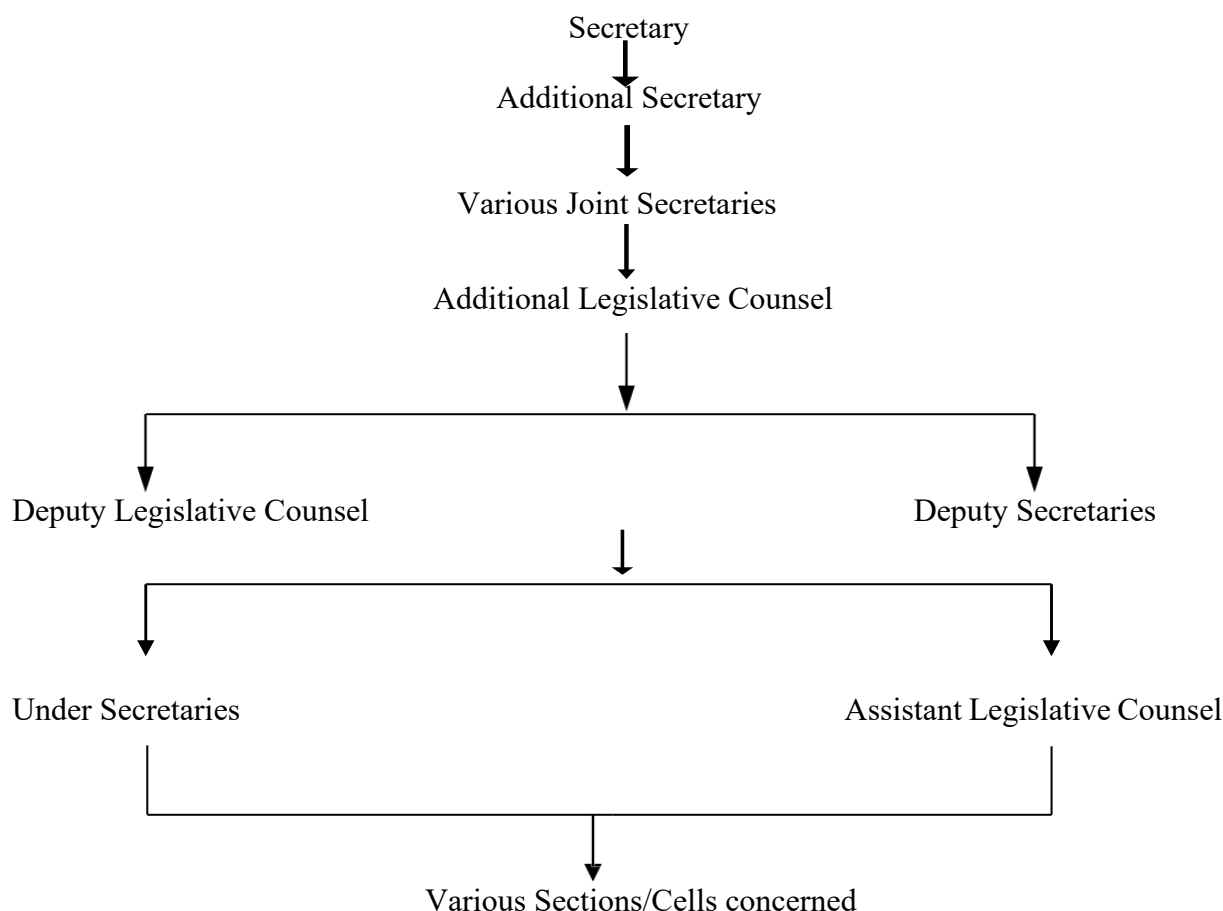 Secretary
Additional Secretary
Various Joint Secretaries
Additional Legislative Counsel
Deputy Legislative Counsel
Deputy Secretaries
Under Secretaries
Assistant Legislative Counsel
Various Sections/Cells concerned